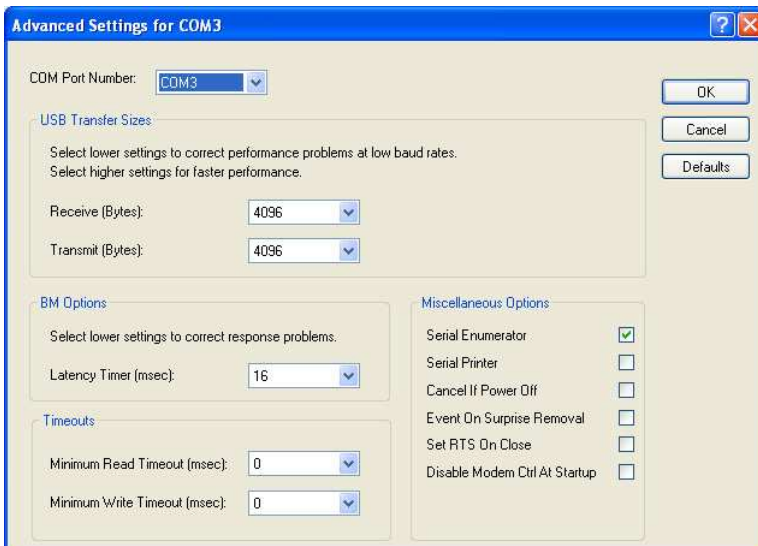 Advanced Settings for COM3
COM Port Number: COM3
OK
Cancel
Defaults
USB Transfer Sizes
Select lower settings to correct performance problems at low baud rates.
Select higher settings for faster performance.
Receive (Bytes): 4096
Transmit (Bytes): 4096
BM Options
Select lower settings to correct response problems.
Latency Timer (msec): 16
Timeouts
Minimum Read Timeout (msec): 0
Minimum Write Timeout (msec): 0
Miscellaneous Options
Serial Enumerator
Serial Printer
Cancel If Power Off
Event On Surprise Removal
Set RTS On Close
Disable Modem Ctrl At Startup